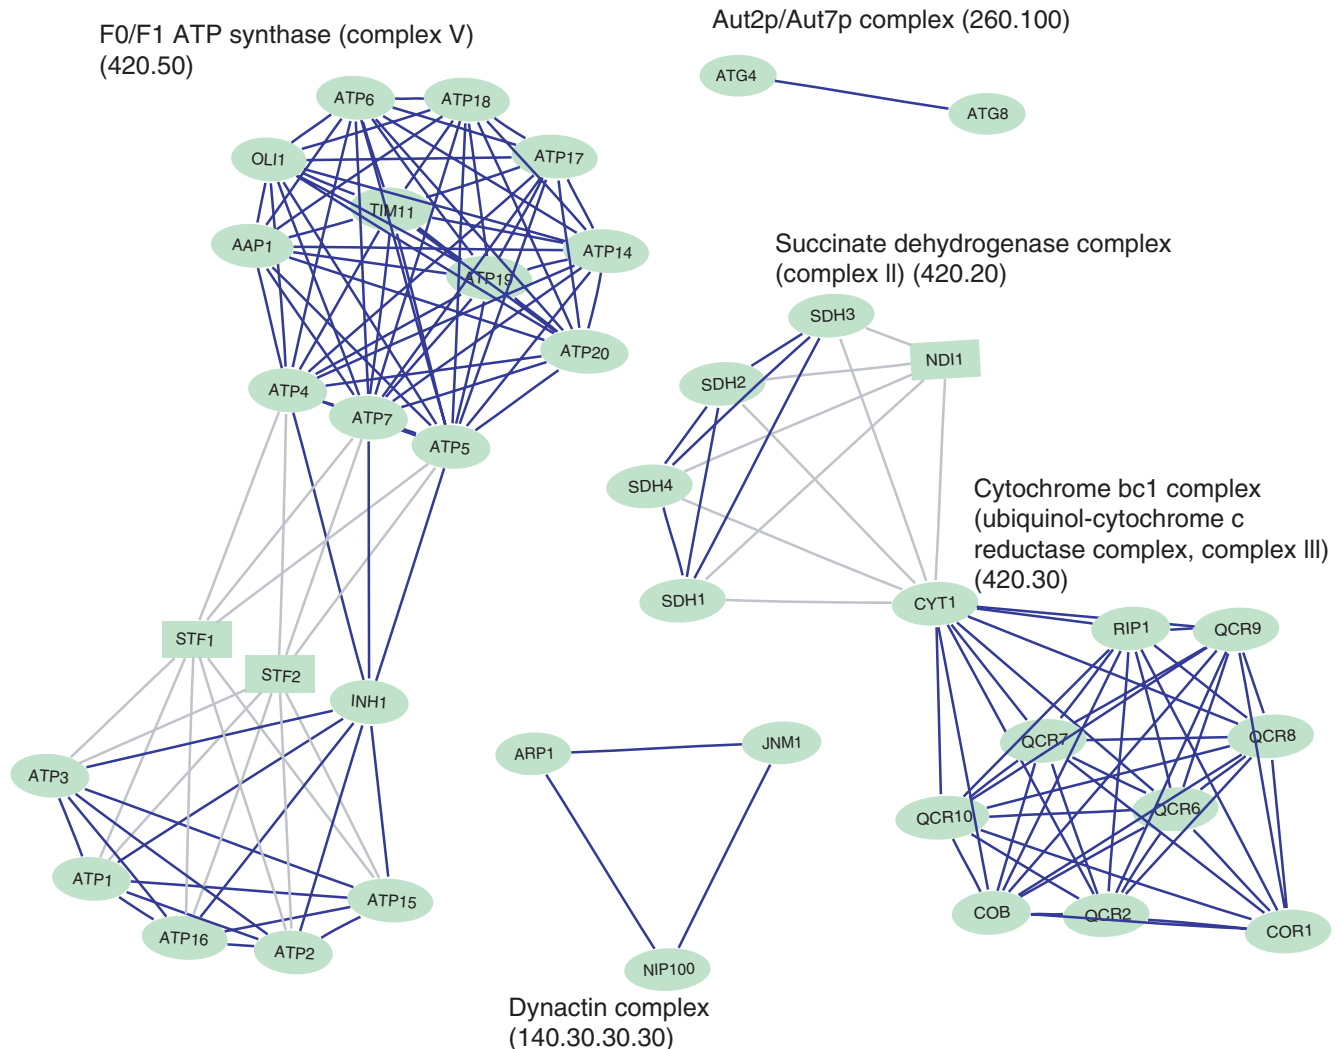 F0/F1 ATP synthase (complex V)
(420.50)
Aut2p/Aut7p complex (260.100)
ATG4
ATG8
ATP6
ATP18
OLI1
ATP17
TIM11
AAP1
ATP14
ATP19
ATP20
ATP4
ATP7
ATP5
Succinate dehydrogenase complex
(complex II) (420.20)
SDH3
NDI1
SDH2
SDH4
SDH1
CYT1
Cytochrome bc1 complex
(ubiquinol-cytochrome c
reductase complex, complex III)
(420.30)
RIP1
QCR9
QCR7
QCR8
QCR10
QCR6
COB
QCR2
COR1
STF1
STF2
INH1
ATP3
ATP1
ATP15
ATP16
ATP2
ARP1
JNM1
NIP100
Dynactin complex
(140.30.30.30)